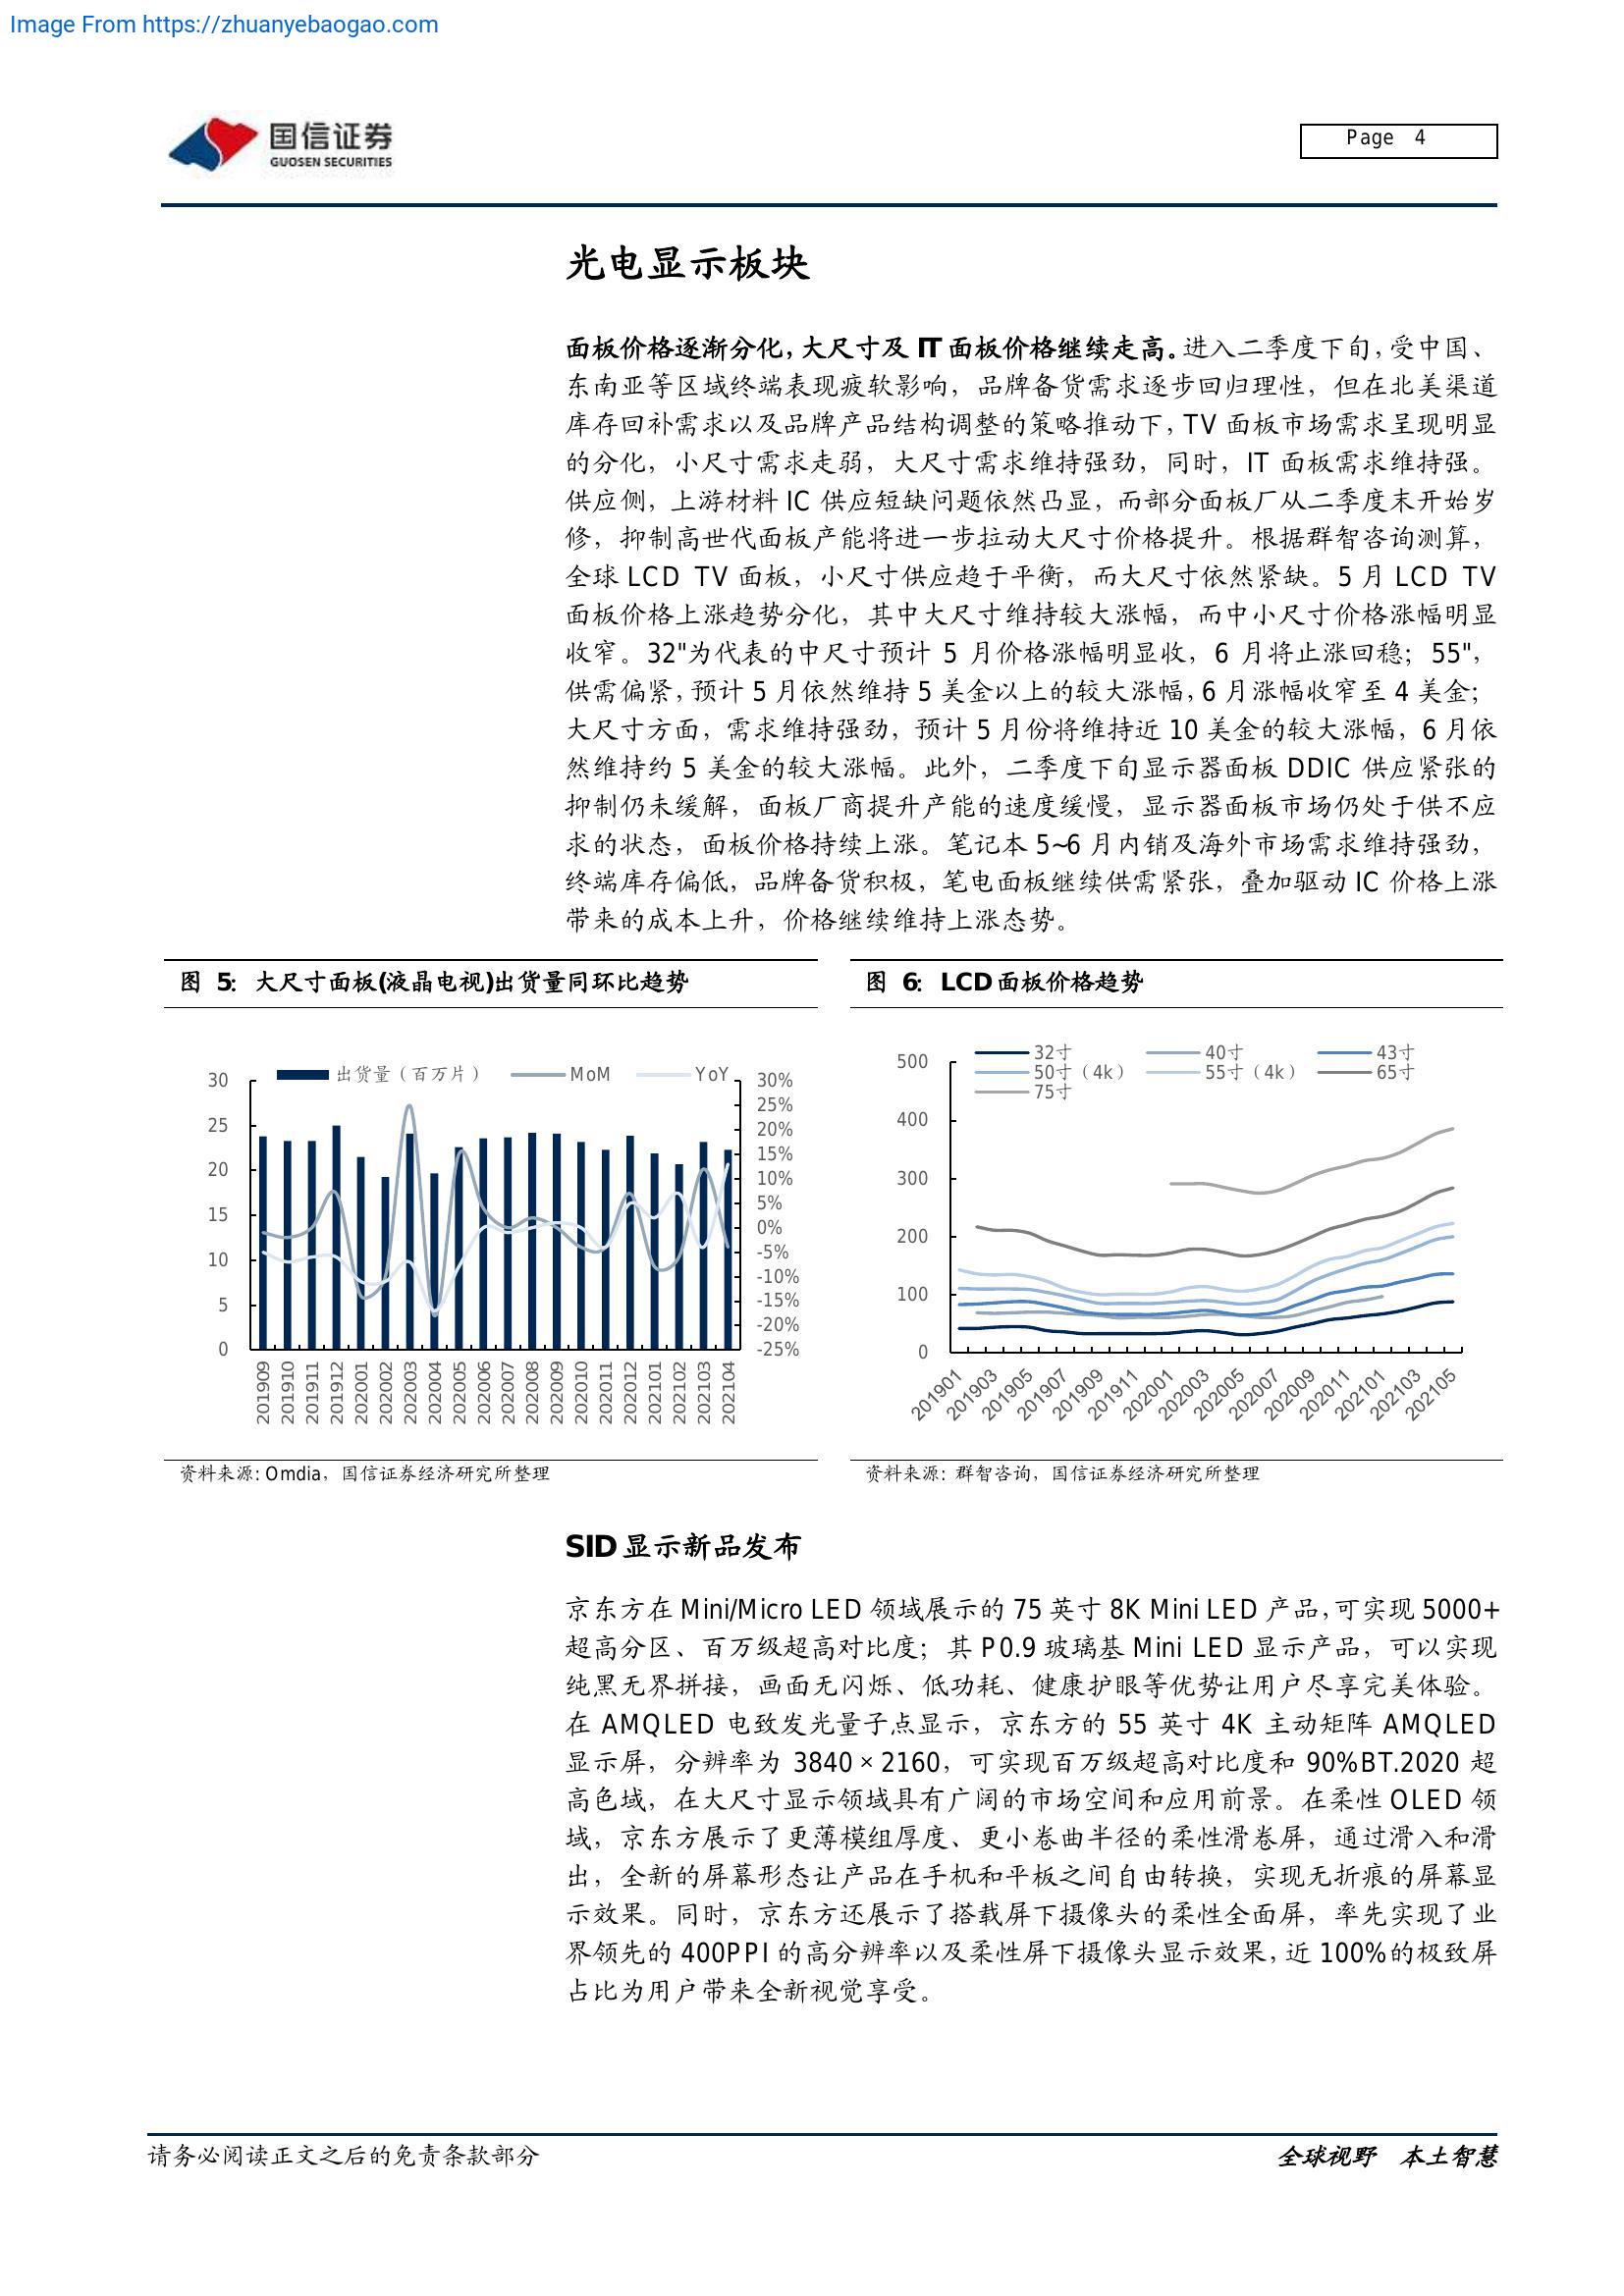 Image From https://zhuanyebaogao.com
国信证券
GUOSEN SECURITIES
Page 4
光电显示板块
面板价格逐渐分化，大尺寸及 IT 面板价格继续走高。进入二季度下旬，受中国、
东南亚等区域终端表现疲软影响，品牌备货需求逐步回归理性，但在北美渠道
库存回补需求以及品牌产品结构调整的策略推动下，TV 面板市场需求呈现明显
的分化，小尺寸需求走弱，大尺寸需求维持强劲，同时，IT 面板需求维持强。
供应侧，上游材料 IC 供应短缺问题依然凸显，而部分面板厂从二季度末开始岁
修，抑制高世代面板产能将进一步拉动大尺寸价格提升。根据群智咨询测算，
全球 LCD TV 面板，小尺寸供应趋于平衡，而大尺寸依然紧缺。5 月 LCD TV
面板价格上涨趋势分化，其中大尺寸维持较大涨幅，而中小尺寸价格涨幅明显
收窄。32"为代表的中尺寸预计 5 月价格涨幅明显收，6 月将止涨回稳；55"，
供需偏紧，预计 5 月依然维持 5 美金以上的较大涨幅，6 月涨幅收窄至 4 美金；
大尺寸方面，需求维持强劲，预计 5 月份将维持近 10 美金的较大涨幅，6 月依
然维持约 5 美金的较大涨幅。此外，二季度下旬显示器面板 DDIC 供应紧张的
抑制仍未缓解，面板厂商提升产能的速度缓慢，显示器面板市场仍处于供不应
求的状态，面板价格持续上涨。笔记本 5~6 月内销及海外市场需求维持强劲，
终端库存偏低，品牌备货积极，笔电面板继续供需紧张，叠加驱动 IC 价格上涨
带来的成本上升，价格继续维持上涨态势。
图 5：大尺寸面板(液晶电视)出货量同环比趋势
出货量（百万片） MoM YoY
30
25
20
15
10
5
0
30%
25%
20%
15%
10%
5%
0%
-5%
-10%
-15%
-20%
-25%
201909
201910
201911
201912
202001
202002
202003
202004
202005
202006
202007
202008
202009
202010
202011
202012
202101
202102
202103
202104
资料来源: Omdia，国信证券经济研究所整理
图 6：LCD 面板价格趋势
32寸 40寸 43寸
50寸（4k） 55寸（4k） 65寸
75寸
500
400
300
200
100
0
201901
201903
201905
201907
201909
201911
202001
202003
202005
202007
202009
202011
202101
202103
202105
资料来源: 群智咨询，国信证券经济研究所整理
SID 显示新品发布
京东方在 Mini/Micro LED 领域展示的 75 英寸 8K Mini LED 产品，可实现 5000+
超高分区、百万级超高对比度；其 P0.9 玻璃基 Mini LED 显示产品，可以实现
纯黑无界拼接，画面无闪烁、低功耗、健康护眼等优势让用户尽享完美体验。
在 AMQLED 电致发光量子点显示，京东方的 55 英寸 4K 主动矩阵 AMQLED
显示屏，分辨率为 3840×2160，可实现百万级超高对比度和 90%BT.2020 超
高色域，在大尺寸显示领域具有广阔的市场空间和应用前景。在柔性 OLED 领
域，京东方展示了更薄模组厚度、更小卷曲半径的柔性滑卷屏，通过滑入和滑
出，全新的屏幕形态让产品在手机和平板之间自由转换，实现无折痕的屏幕显
示效果。同时，京东方还展示了搭载屏下摄像头的柔性全面屏，率先实现了业
界领先的 400PPI 的高分辨率以及柔性屏下摄像头显示效果，近 100%的极致屏
占比为用户带来全新视觉享受。
请务必阅读正文之后的免责条款部分
全球视野 本土智慧